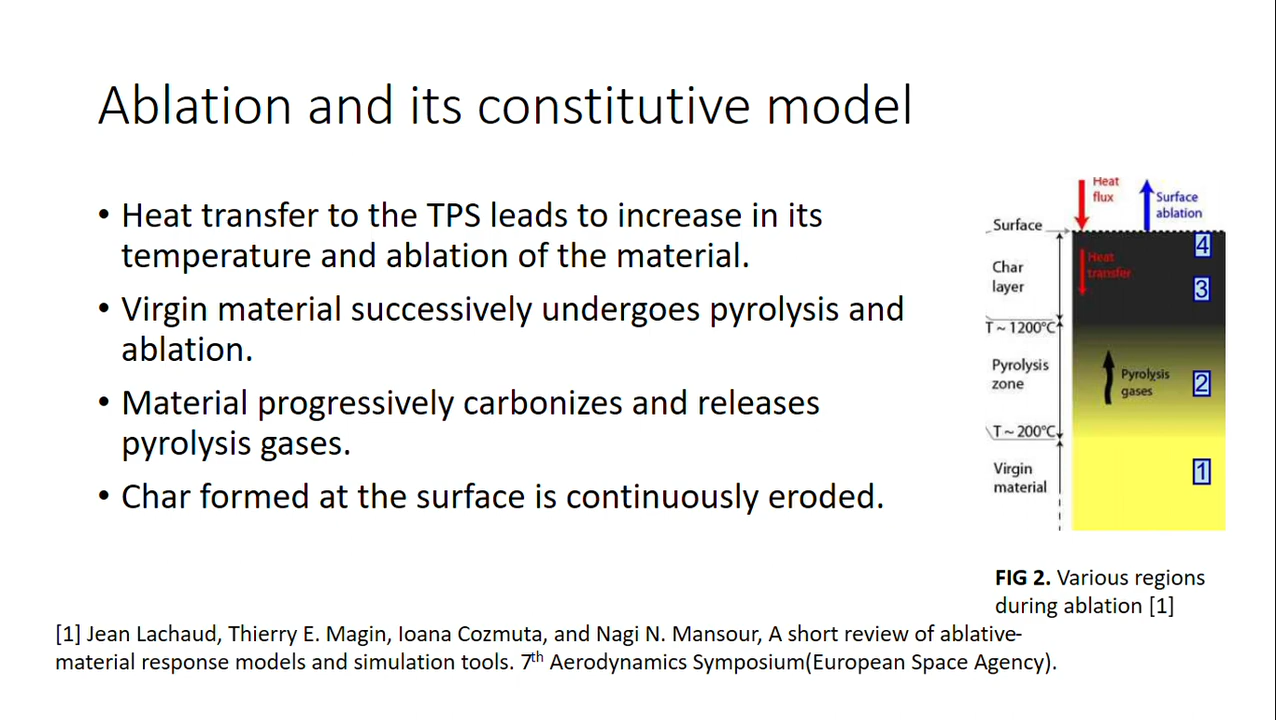 Ablation and its constitutive model
• Heat transfer to the TPS leads to increase in its
temperature and ablation of the material.
• Virgin material successively undergoes pyrolysis and
ablation.
• Material progressively carbonizes and releases
pyrolysis gases.
• Char formed at the surface is continuously eroded.
Heat
flux
Surface
ablation
Surface
4
Heat
transfer
Char
layer
3
T ~ 1200°C
Pyrolysis
zone
Pyrolysis
gases
2
T ~ 200°C
Virgin
material
1
FIG 2. Various regions
during ablation [1]
[1] Jean Lachaud, Thierry E. Magin, Ioana Cozmuta, and Nagi N. Mansour, A short review of ablative-
material response models and simulation tools. 7th Aerodynamics Symposium(European Space Agency).